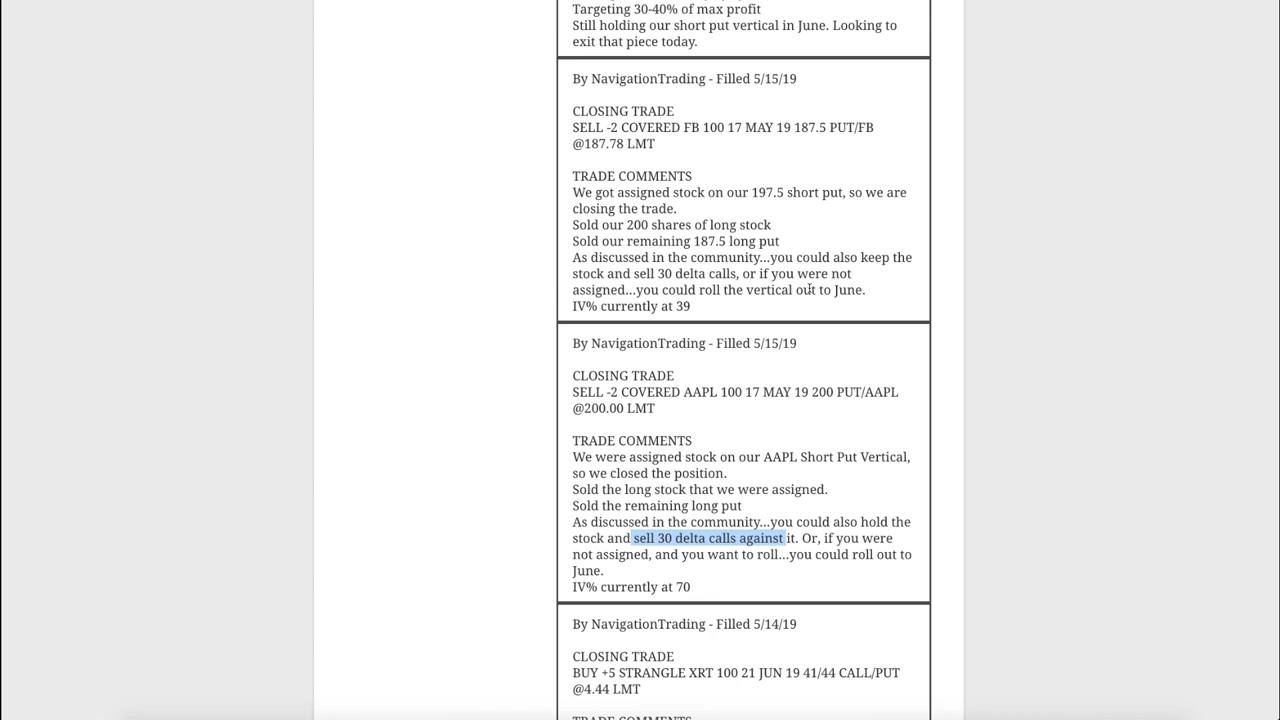 Targeting 30-40% of max profit
Still holding our short put vertical in June. Looking to
exit that piece today.
By NavigationTrading - Filled 5/15/19
CLOSING TRADE
SELL -2 COVERED FB 100 17 MAY 19 187.5 PUT/FB
@187.78 LMT
TRADE COMMENTS
We got assigned stock on our 197.5 short put, so we are
closing the trade.
Sold our 200 shares of long stock
Sold our remaining 187.5 long put
As discussed in the community...you could also keep the
stock and sell 30 delta calls, or if you were not
assigned...you could roll the vertical out to June.
IV% currently at 39
By NavigationTrading - Filled 5/15/19
CLOSING TRADE
SELL -2 COVERED AAPL 100 17 MAY 19 200 PUT/AAPL
@200.00 LMT
TRADE COMMENTS
We were assigned stock on our AAPL Short Put Vertical,
so we closed the position.
Sold the long stock that we were assigned.
Sold the remaining long put
As discussed in the community...you could also hold the
stock and sell 30 delta calls against it. Or, if you were
not assigned, and you want to roll...you could roll out to
June.
IV% currently at 70
By NavigationTrading - Filled 5/14/19
CLOSING TRADE
BUY +5 STRANGLE XRT 100 21 JUN 19 41/44 CALL/PUT
@4.44 LMT
TRADE COMMENTS